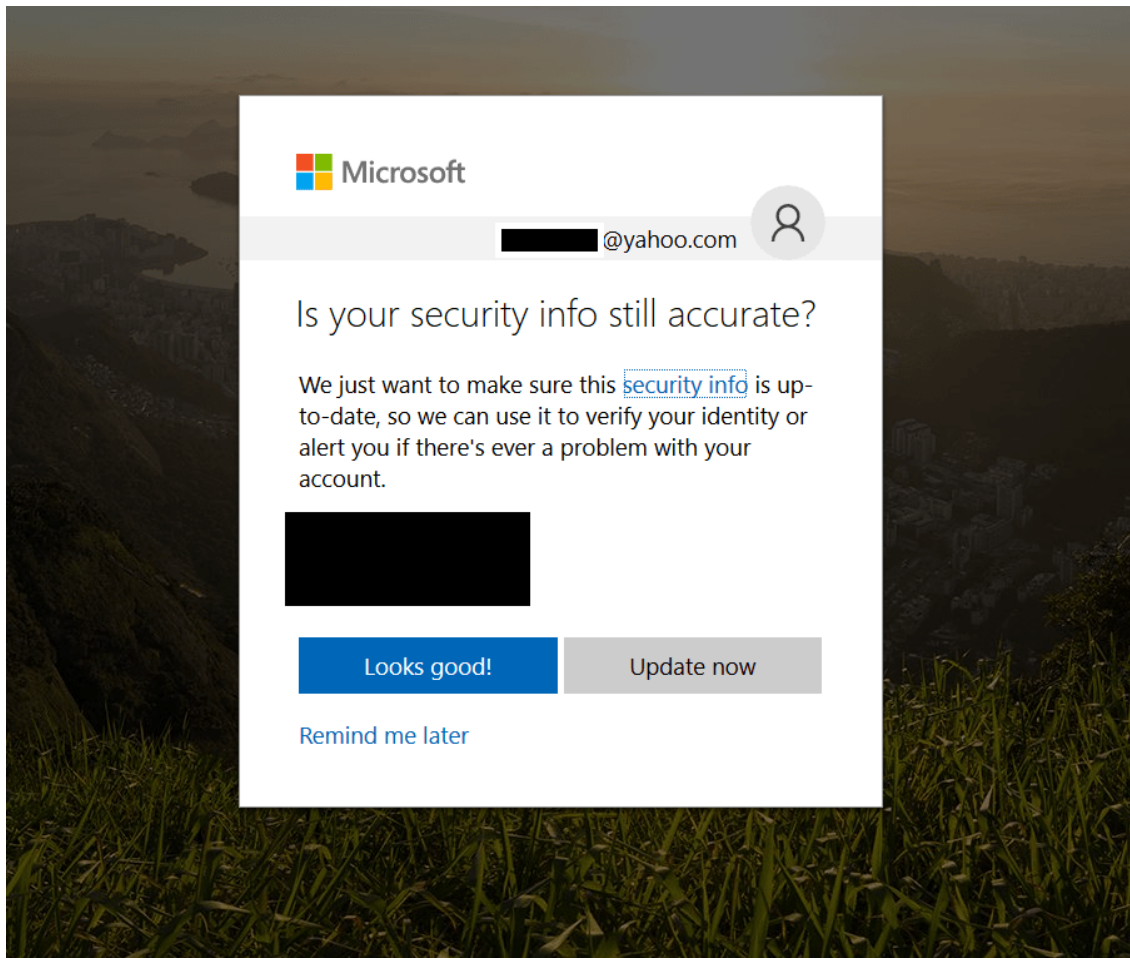 Microsoft
@yahoo.com
Is your security info still accurate?
We just want to make sure this security info is up-
to-date, so we can use it to verify your identity or
alert you if there's ever a problem with your
account.
Looks good! Update now
Remind me later